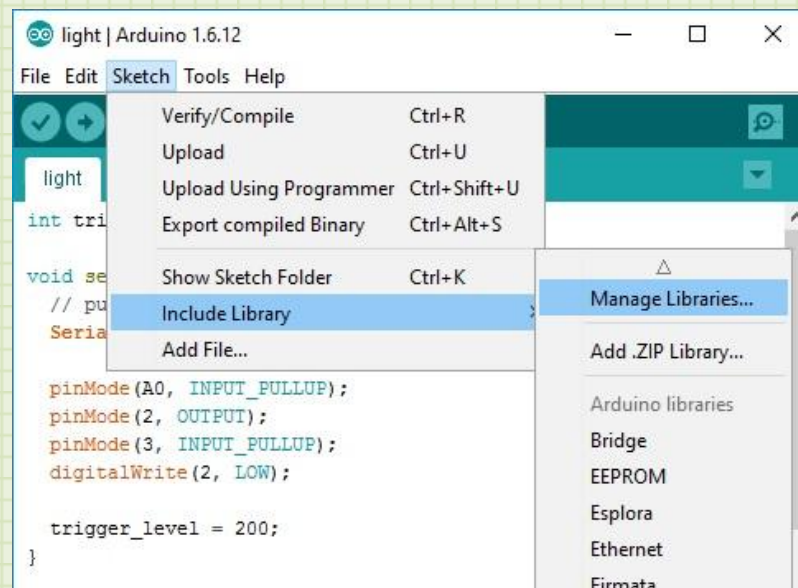 light | Arduino 1.6.12
File Edit Sketch Tools Help
Verify/Compile Ctrl+R
Upload Ctrl+U
Upload Using Programmer Ctrl+Shift+U
Export compiled Binary Ctrl+Alt+S
Show Sketch Folder Ctrl+K
Include Library
Add File...
Manage Libraries...
Add .ZIP Library...
Arduino libraries
Bridge
EEPROM
Esplora
Ethernet
Firmata
light
int tri
void se
// pu
Seria
pinMode(A0, INPUT_PULLUP);
pinMode(2, OUTPUT);
pinMode(3, INPUT_PULLUP);
digitalWrite(2, LOW);
trigger_level = 200;
}